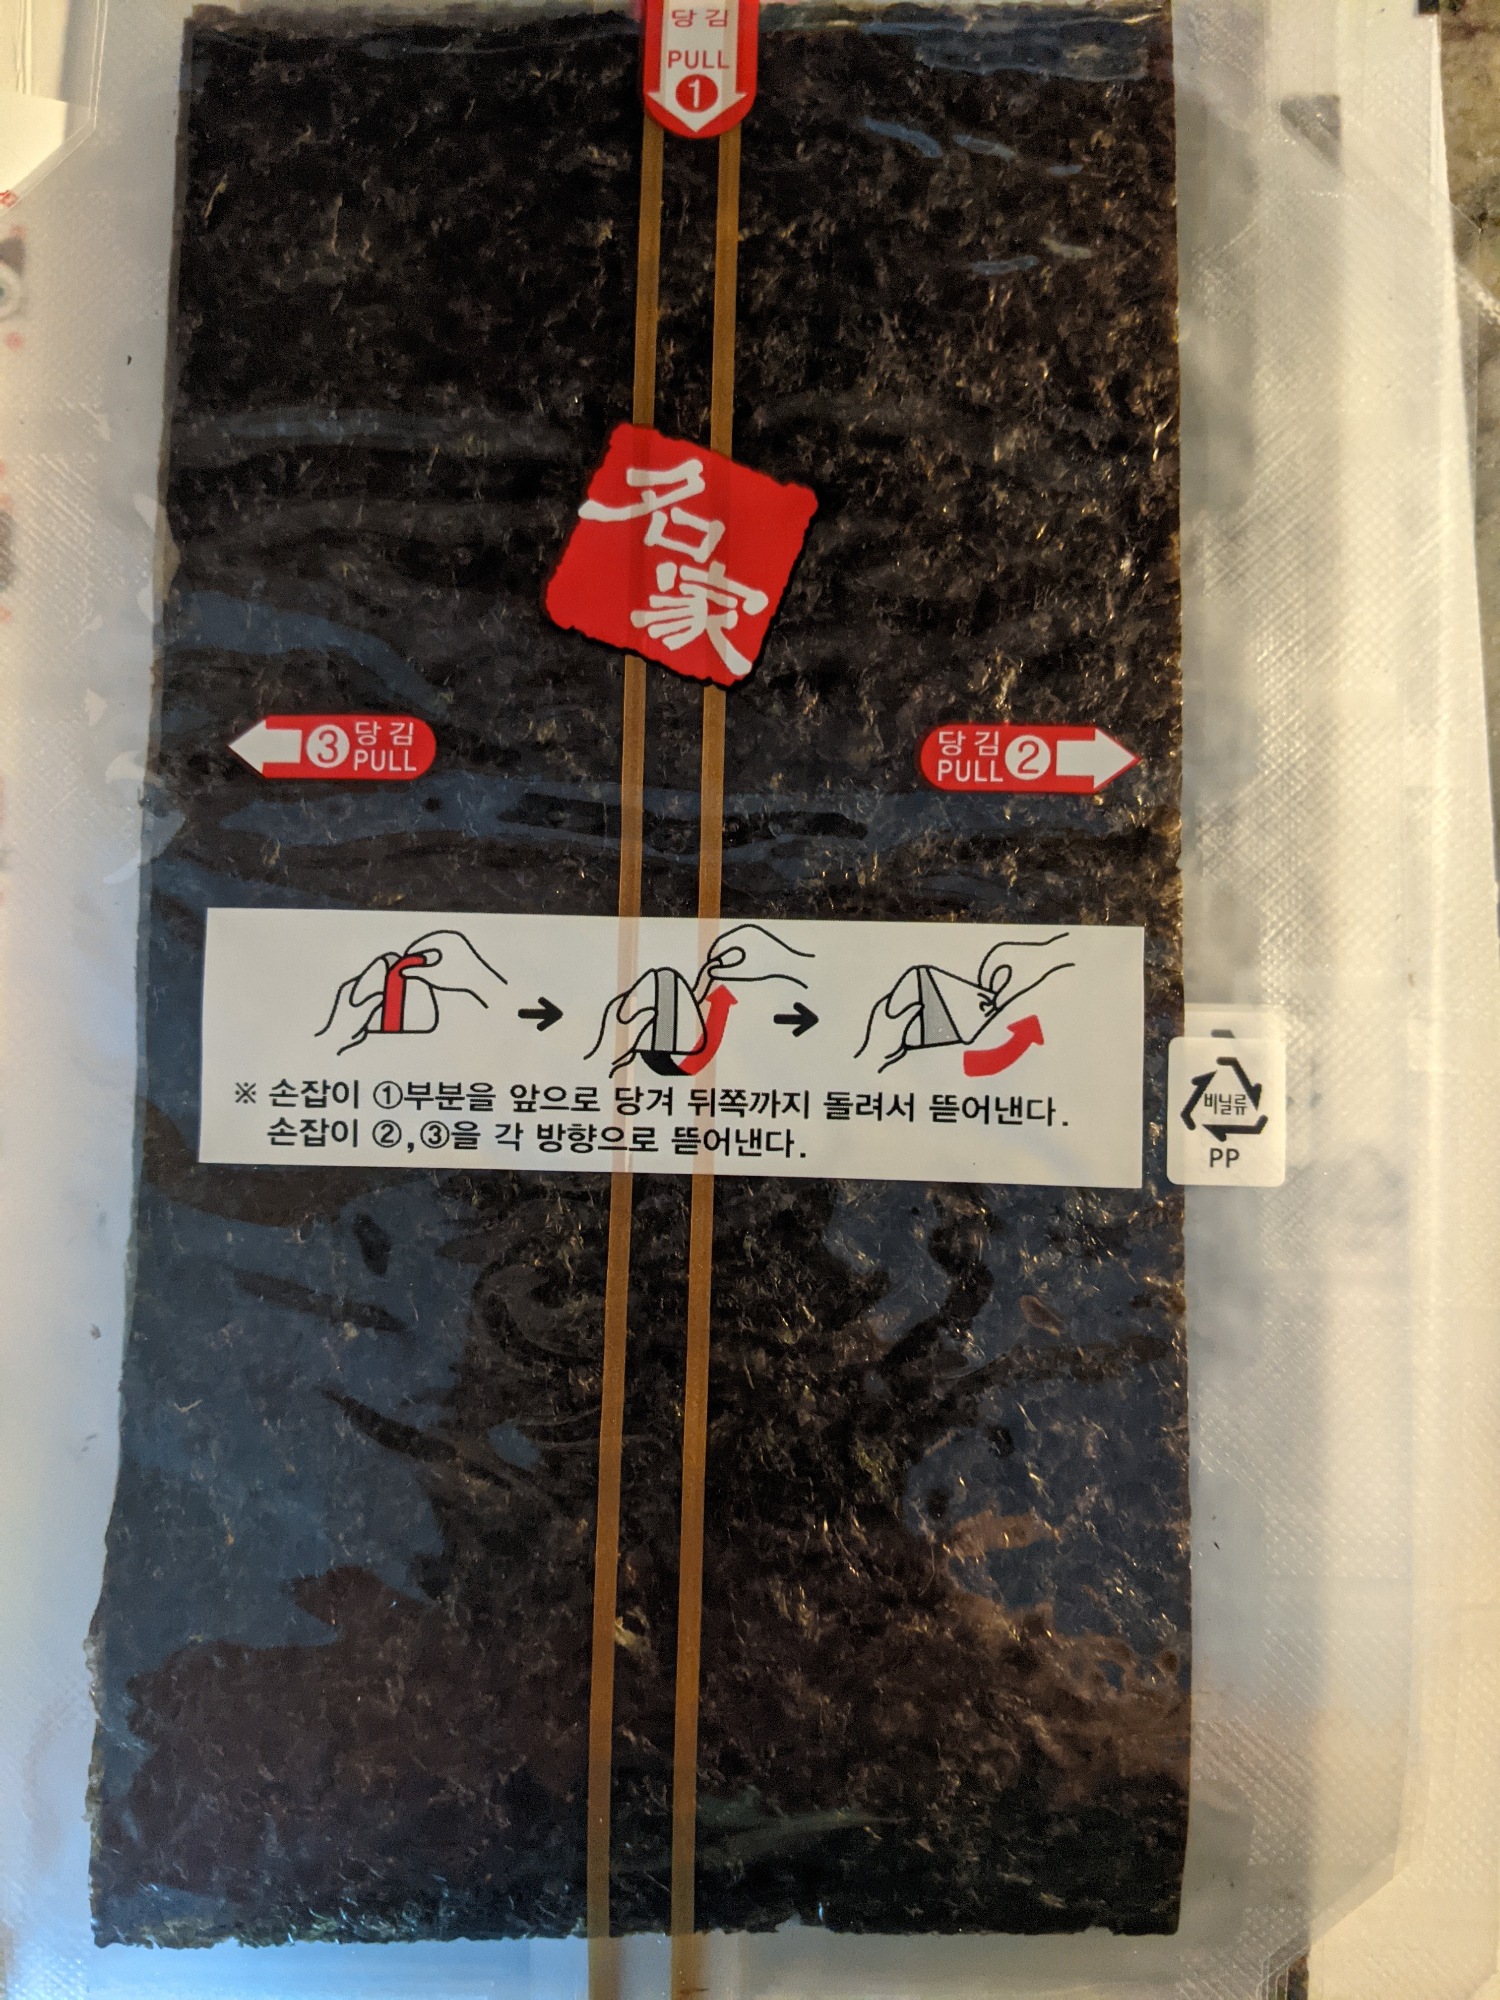 당김
PULL
1
名
家
3 당김
PULL
당김 2
PULL
※ 손잡이 ①부분을 앞으로 당겨 뒤쪽까지 돌려서 뜯어낸다.
손잡이 ②,③을 각 방향으로 뜯어낸다.
비닐류
PP